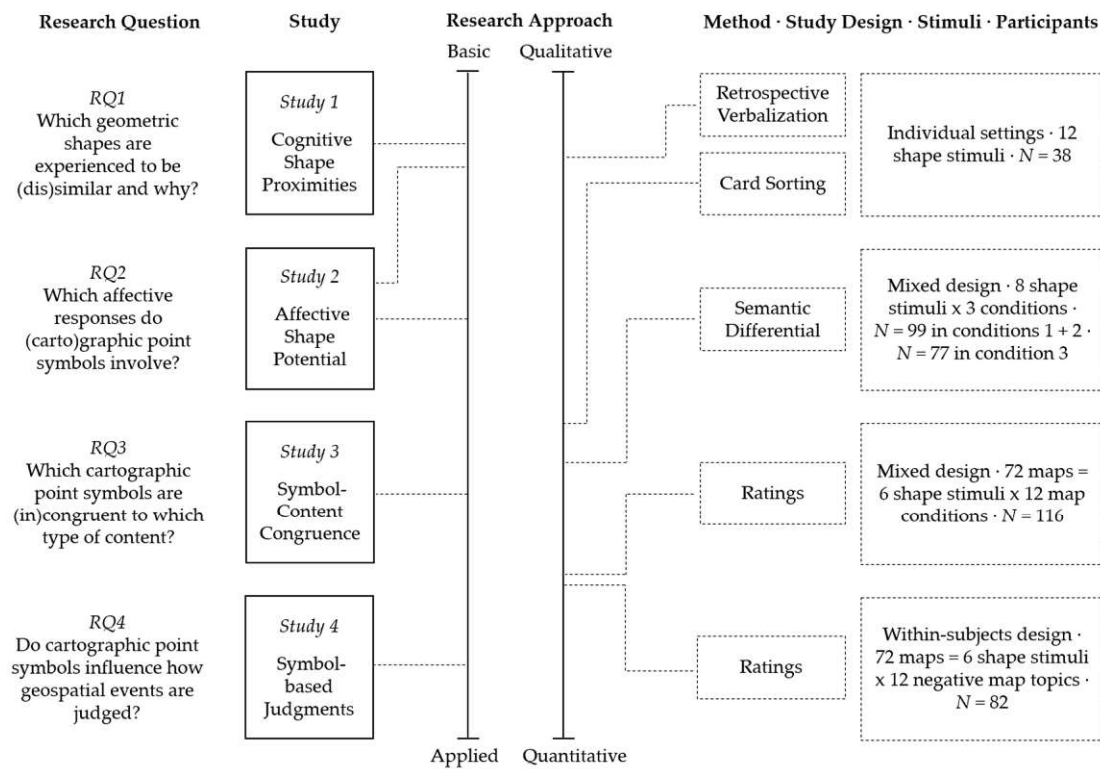 Research Question
Study
Research Approach
Method · Study Design · Stimuli · Participants
Basic
Qualitative
RQ1
Which geometric
shapes are
experienced to be
(dis)similar and why?
Study 1
Cognitive
Shape
Proximities
Retrospective
Verbalization
Card Sorting
Individual settings · 12
shape stimuli · N = 38
RQ2
Which affective
responses do
(carto)graphic point
symbols involve?
Study 2
Affective
Shape
Potential
Semantic
Differential
Mixed design · 8 shape
stimuli x 3 conditions ·
N = 99 in conditions 1 + 2 ·
N = 77 in condition 3
RQ3
Which cartographic
point symbols are
(in)congruent to which
type of content?
Study 3
Symbol-
Content
Congruence
Ratings
Mixed design · 72 maps =
6 shape stimuli x 12 map
conditions · N = 116
RQ4
Do cartographic point
symbols influence how
geospatial events are
judged?
Study 4
Symbol-
based
Judgments
Ratings
Within-subjects design ·
72 maps = 6 shape stimuli
x 12 negative map topics ·
N = 82
Applied
Quantitative